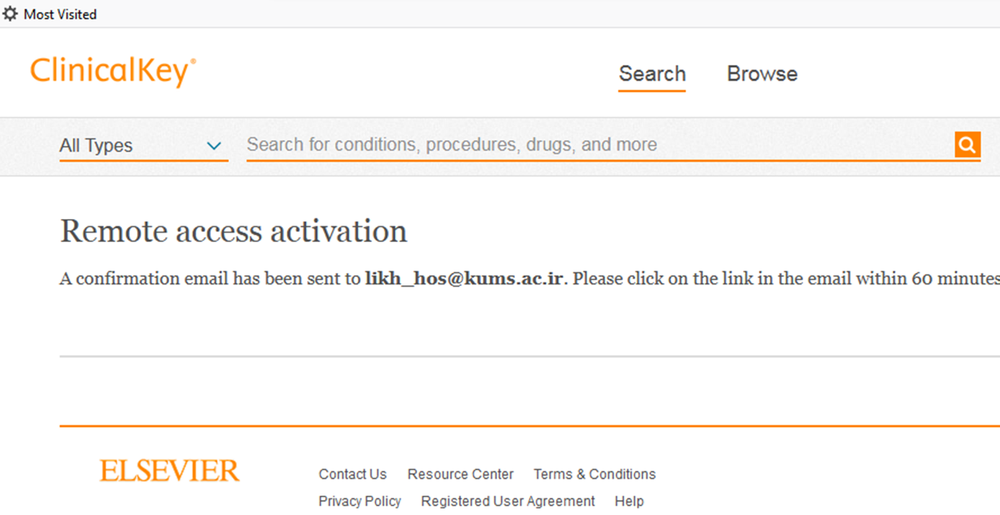 Most Visited
ClinicalKey®
Search Browse
All Types Search for conditions, procedures, drugs, and more
Remote access activation
A confirmation email has been sent to likh_hos@kums.ac.ir. Please click on the link in the email within 60 minutes
ELSEVIER
Contact Us Resource Center Terms & Conditions
Privacy Policy Registered User Agreement Help